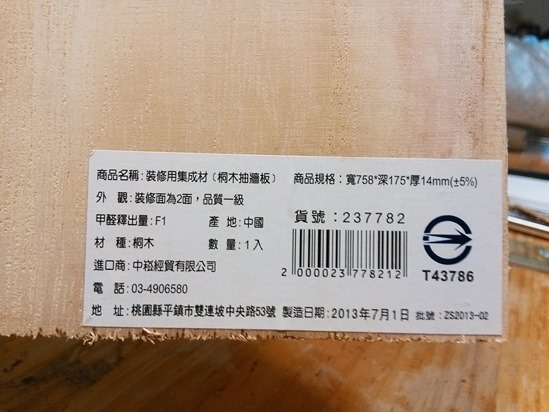 商品名稱：裝修用集成材〔桐木抽牆板〕 商品規格：寬758*深175*厚14mm(±5%)
外 觀：裝修面為2面，品質一級
甲醛釋出量：F1 產 地：中國 貨號：237782
材 種：桐木 數 量：1入
進口商：中崧經貿有限公司 2 000023 778212 T43786
電 話：03-4906580
地 址：桃園縣平鎮市雙連坡中央路53號 製造日期：2013年7月1日 批號：ZS2013-02